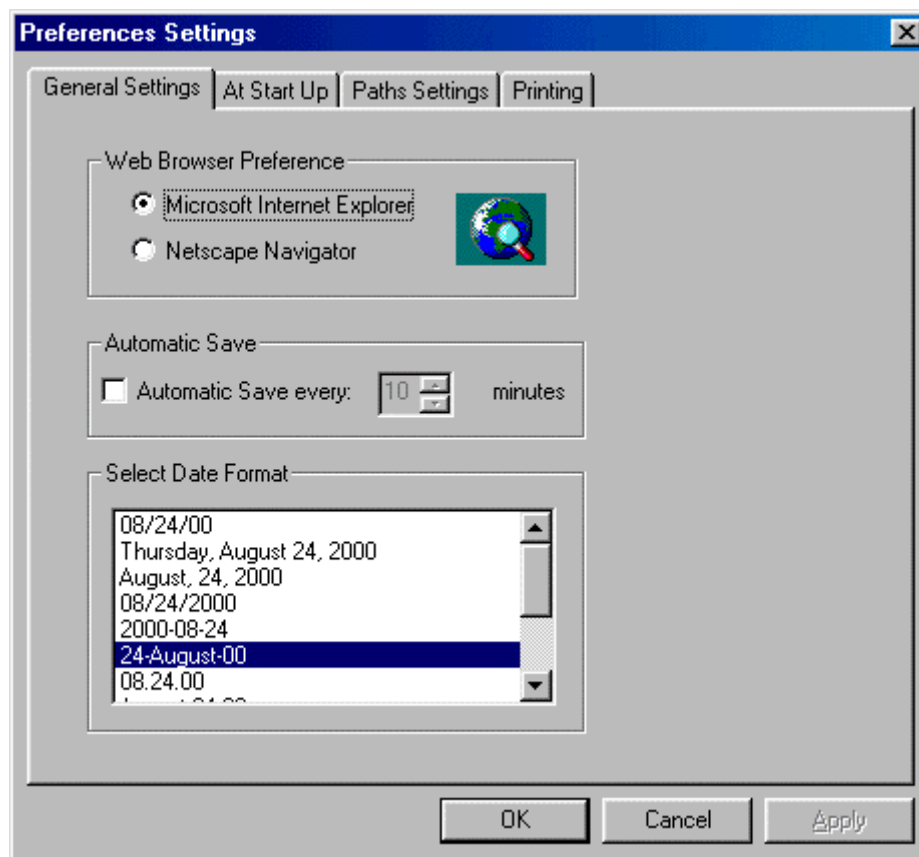 Preferences Settings
General Settings At Start Up Paths Settings Printing
Web Browser Preference
Microsoft Internet Explorer
Netscape Navigator
Automatic Save
Automatic Save every: 10 minutes
Select Date Format
08/24/00
Thursday, August 24, 2000
August, 24, 2000
08/24/2000
2000-08-24
24-August-00
08.24.00
OK Cancel Apply